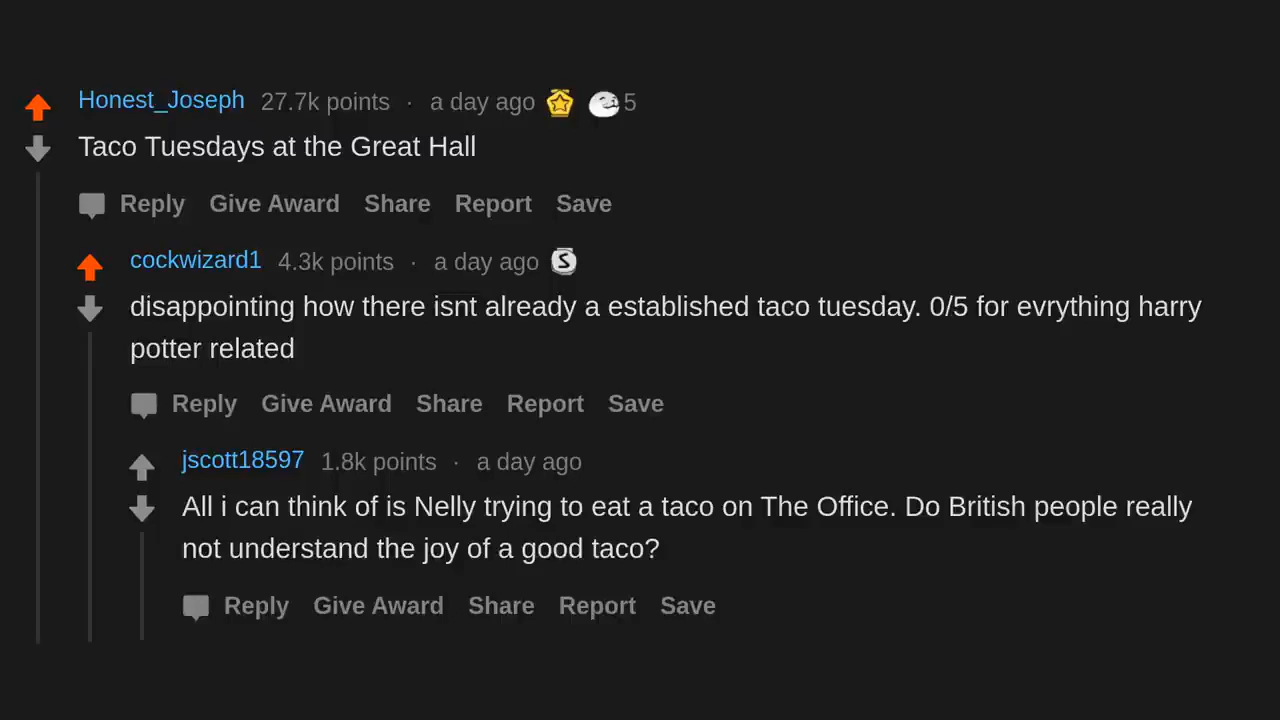 Honest_Joseph 27.7k points · a day ago 5
Taco Tuesdays at the Great Hall
Reply Give Award Share Report Save
cockwizard1 4.3k points · a day ago S
disappointing how there isnt already a established taco tuesday. 0/5 for evrything harry
potter related
Reply Give Award Share Report Save
jscott18597 1.8k points · a day ago
All i can think of is Nelly trying to eat a taco on The Office. Do British people really
not understand the joy of a good taco?
Reply Give Award Share Report Save